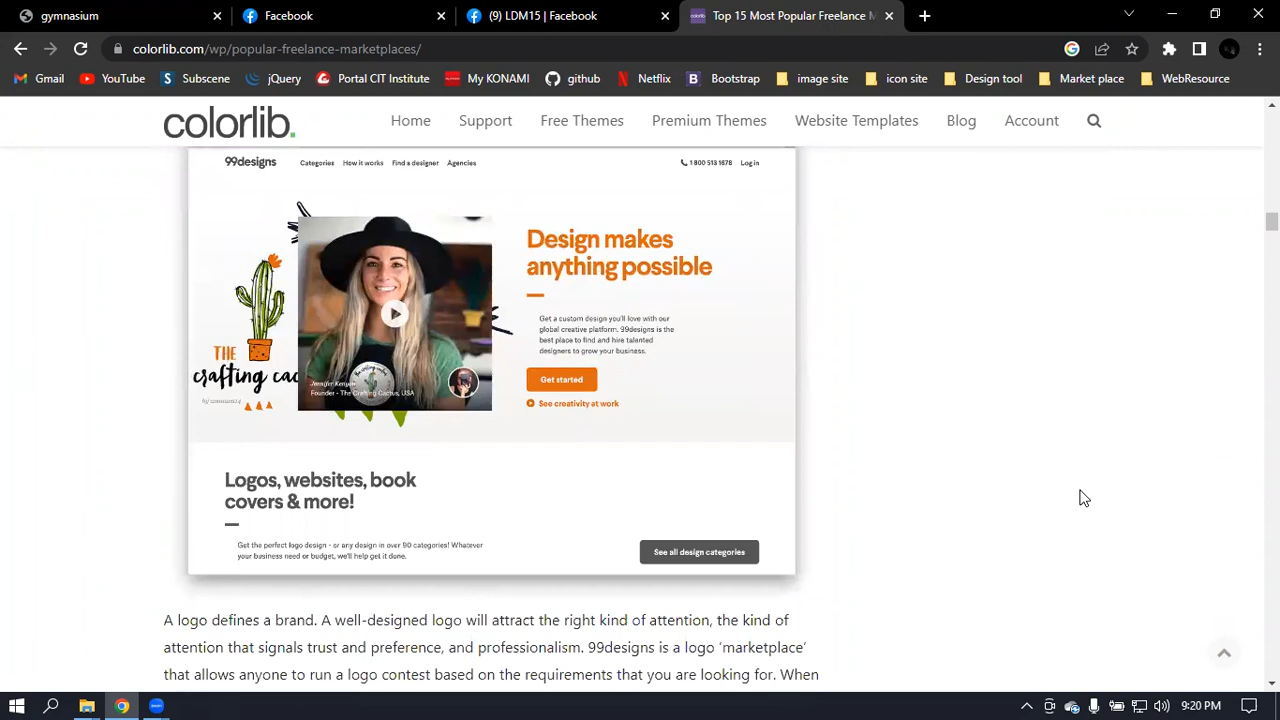 gymnasium
Facebook
(9) LDM15 | Facebook
Top 15 Most Popular Freelance M
colorlib.com/wp/popular-freelance-marketplaces/
Gmail
YouTube
Subscene
jQuery
Portal CIT Institute
My KONAMI
github
Netflix
Bootstrap
image site
icon site
Design tool
Market place
WebResource
colorlib.
Home
Support
Free Themes
Premium Themes
Website Templates
Blog
Account
99designs
Categories
How it works
Find a designer
Agencies
1 800 513 1678
Log in
Design makes
anything possible
Get a custom design you'll love with our
global creative platform. 99designs is the
best place to find and hire talented
designers to grow your business.
THE
crafting cac
Jennifer Kenyon
Founder - The Crafting Cactus, USA
Get started
See creativity at work
Logos, websites, book
covers & more!
Get the perfect logo design - or any design in over 90 categories! Whatever
your business need or budget, we'll help get it done.
See all design categories
A logo defines a brand. A well-designed logo will attract the right kind of attention, the kind of
attention that signals trust and preference, and professionalism. 99designs is a logo ‘marketplace’
that allows anyone to run a logo contest based on the requirements that you are looking for. When
9:20 PM